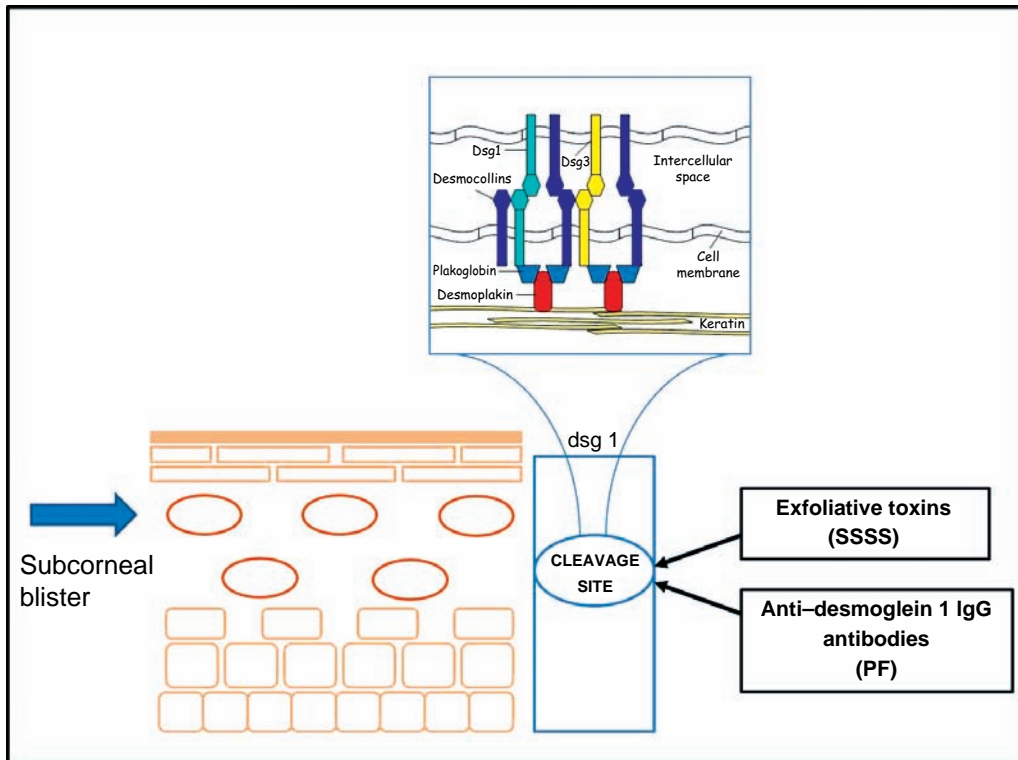 Dsg1
Dsg3
Intercellular
space
Desmocollins
Cell
membrane
Plakoglobin
Desmoplakin
Keratin
dsg 1
Subcorneal
blister
CLEAVAGE
SITE
Exfoliative toxins
(SSSS)
Anti–desmoglein 1 IgG
antibodies
(PF)